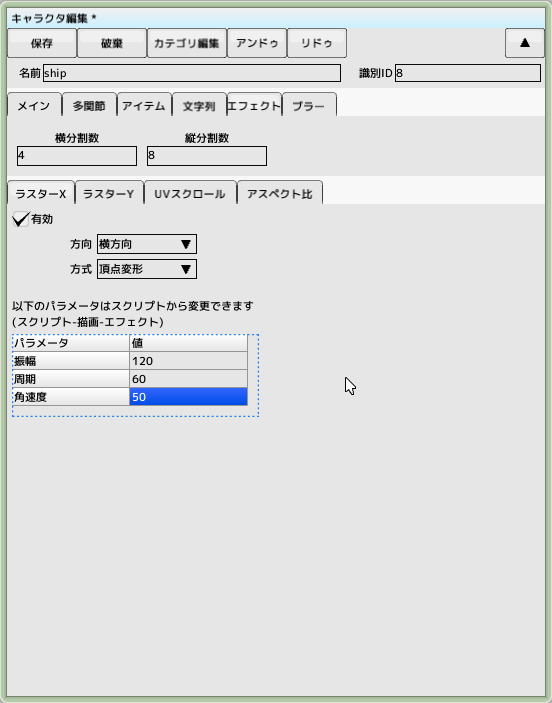 キャラクタ編集 *
保存 破棄 カテゴリ編集 アンドゥ リドゥ ▲
名前 ship 識別ID 8
メイン 多関節 アイテム 文字列 エフェクト ブラー
横分割数 縦分割数
4 8
ラスターX ラスターY UVスクロール アスペクト比
有効
方向 横方向 ▼
方式 頂点変形 ▼
以下のパラメータはスクリプトから変更できます
(スクリプト-描画-エフェクト)
パラメータ 値
振幅 120
周期 60
角速度 50